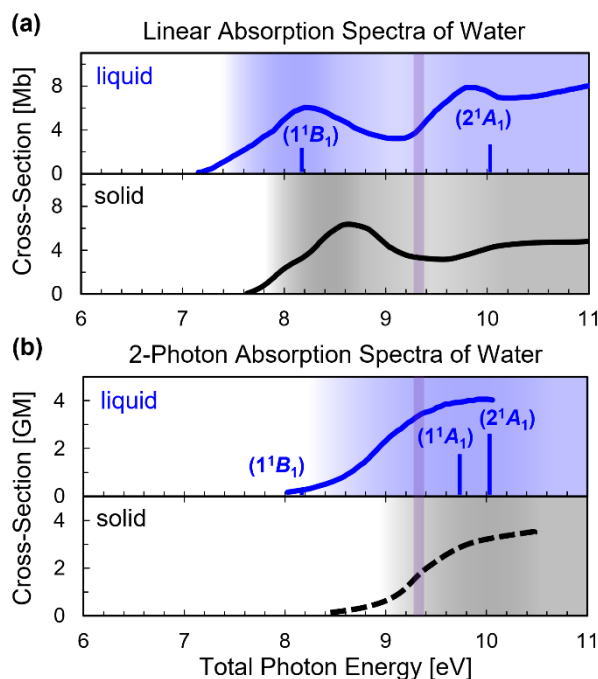 (a)
Linear Absorption Spectra of Water
liquid
(1¹B₁)
(2¹A₁)
8
4
0
solid
8
4
0
Cross-Section [Mb]
6 7 8 9 10 11
(b)
2-Photon Absorption Spectra of Water
liquid
(1¹B₁)
(1¹A₁)
(2¹A₁)
4
2
0
solid
4
2
0
Cross-Section [GM]
6 7 8 9 10 11
Total Photon Energy [eV]